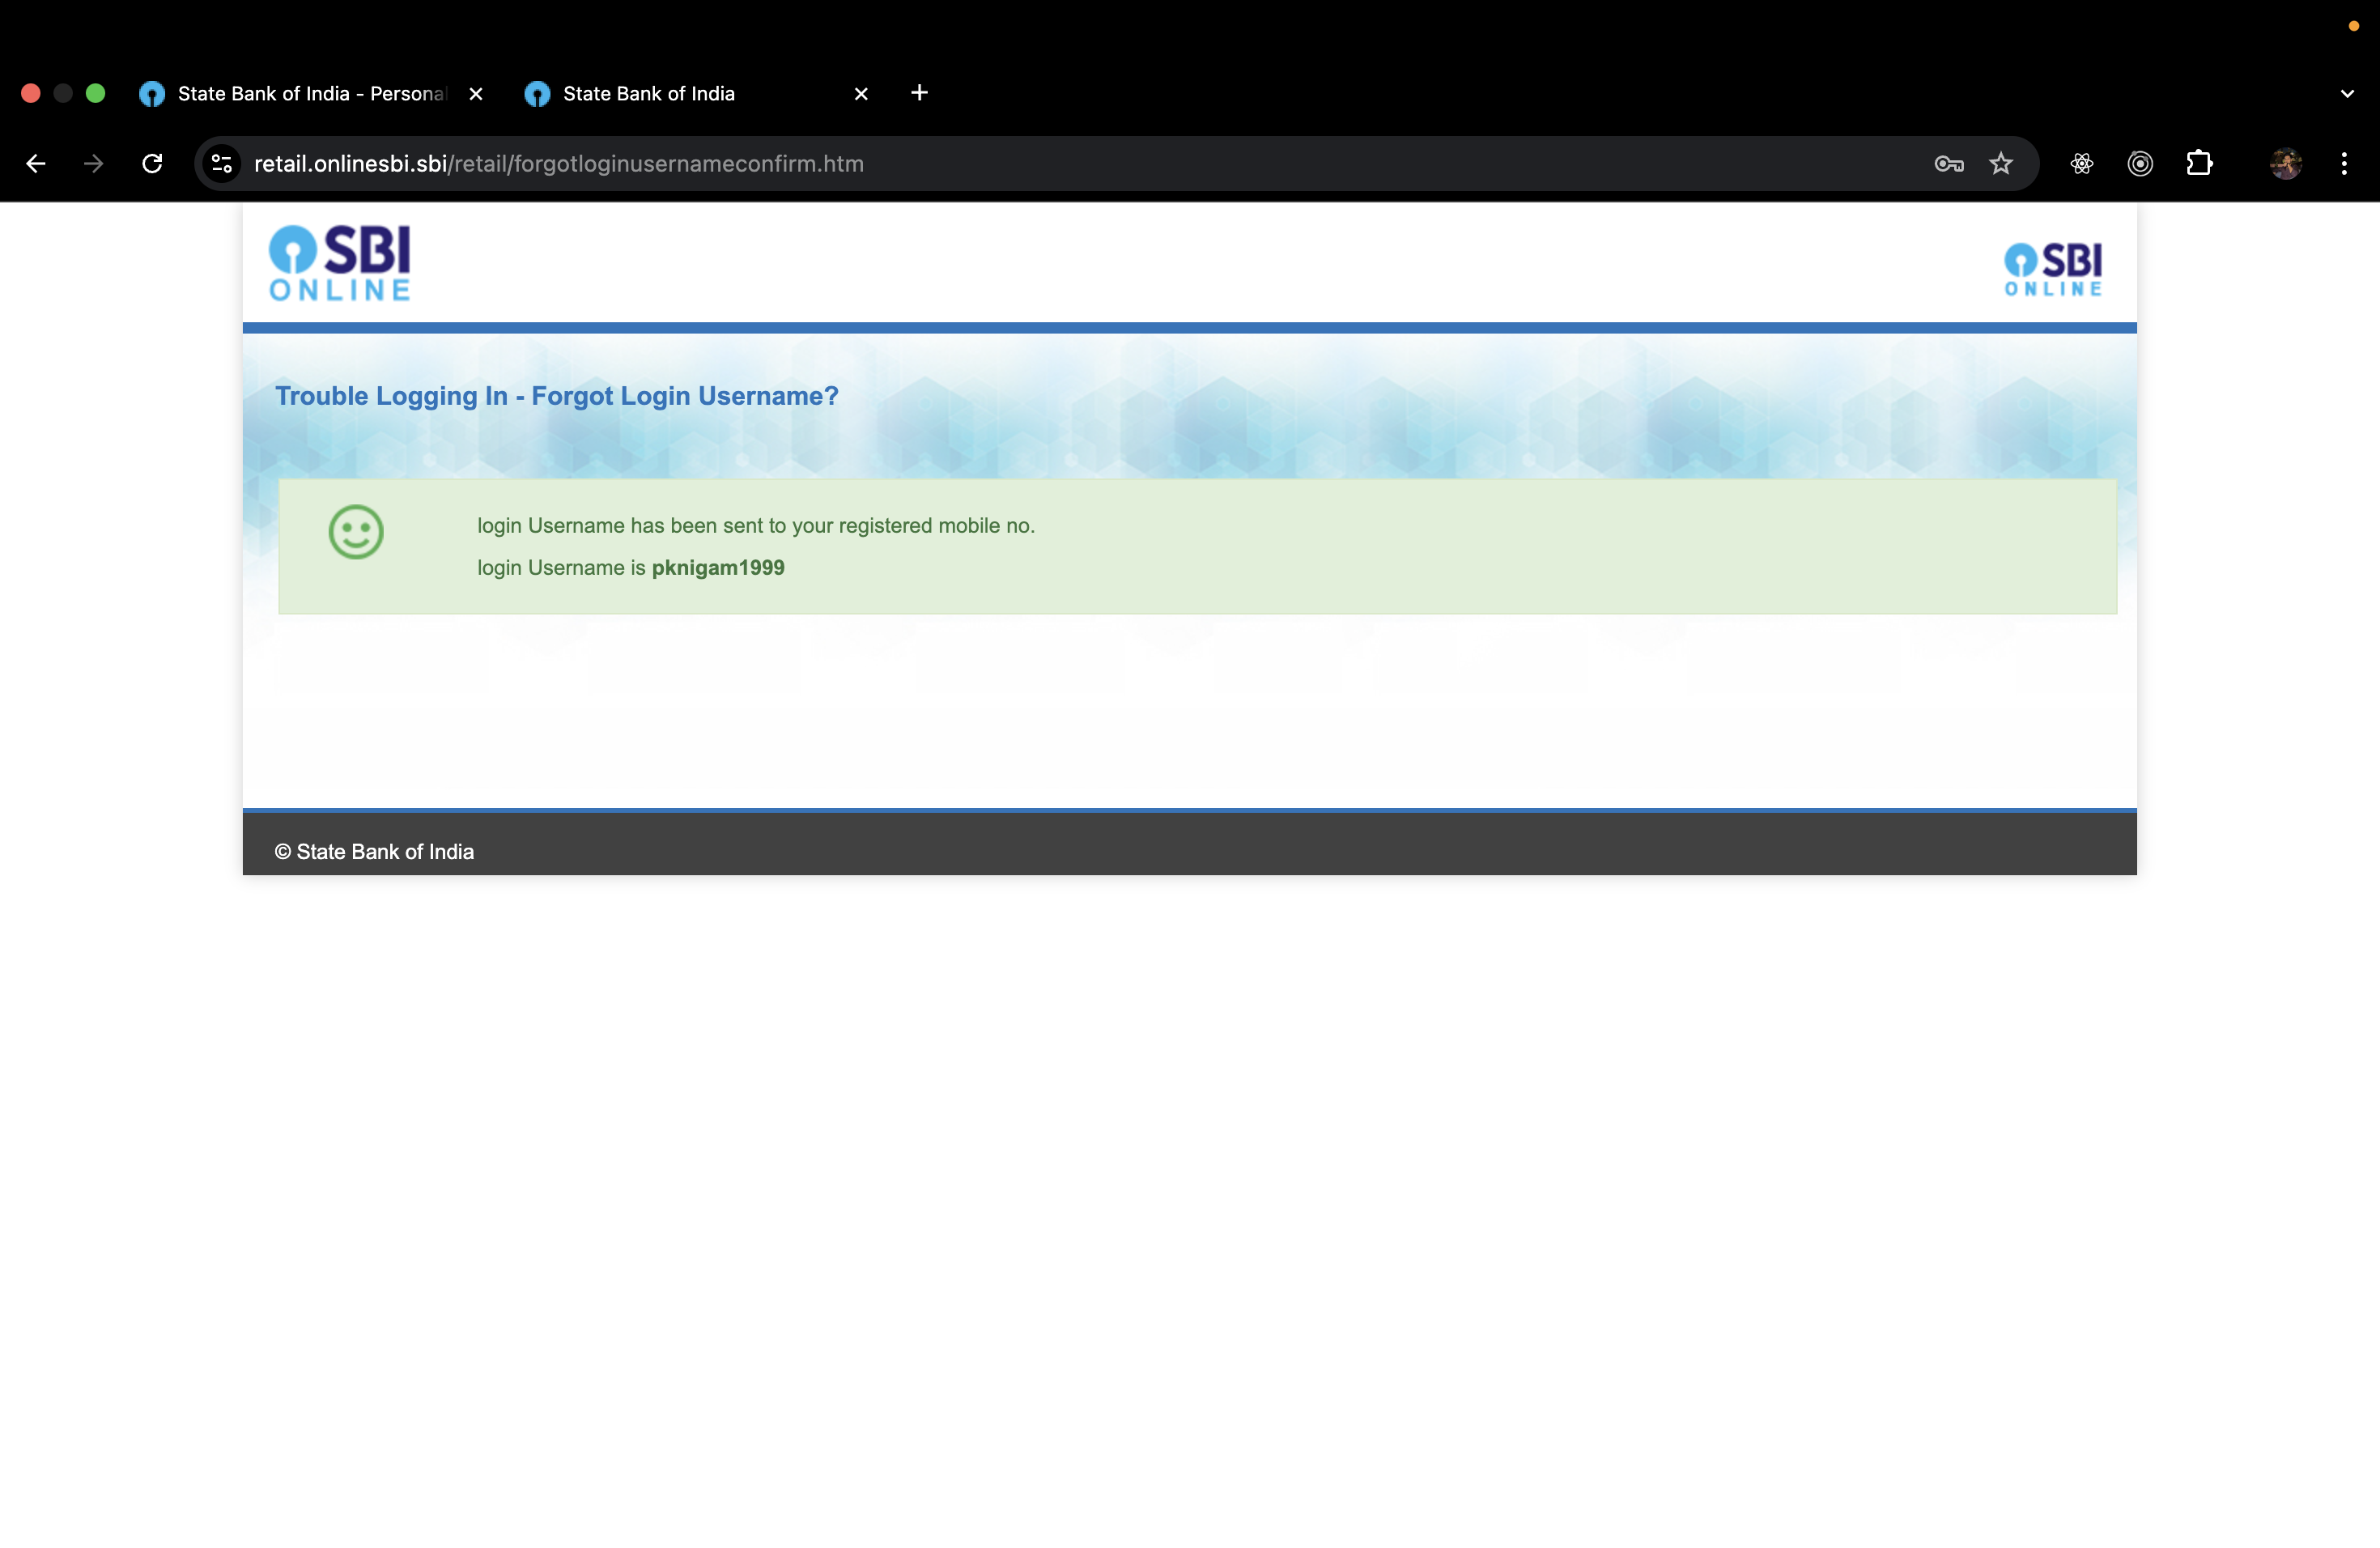 State Bank of India - Personal
State Bank of India
retail.onlinesbi.sbi/retail/forgotloginusernameconfirm.htm
SBI
ONLINE
SBI
ONLINE
Trouble Logging In - Forgot Login Username?
login Username has been sent to your registered mobile no.
login Username is pknigam1999
© State Bank of India